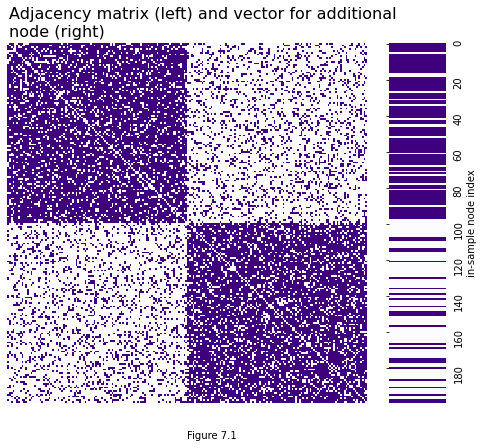 Adjacency matrix (left) and vector for additional
node (right)
0
20
40
60
80
100
120
140
160
180
in-sample node index
Figure 7.1